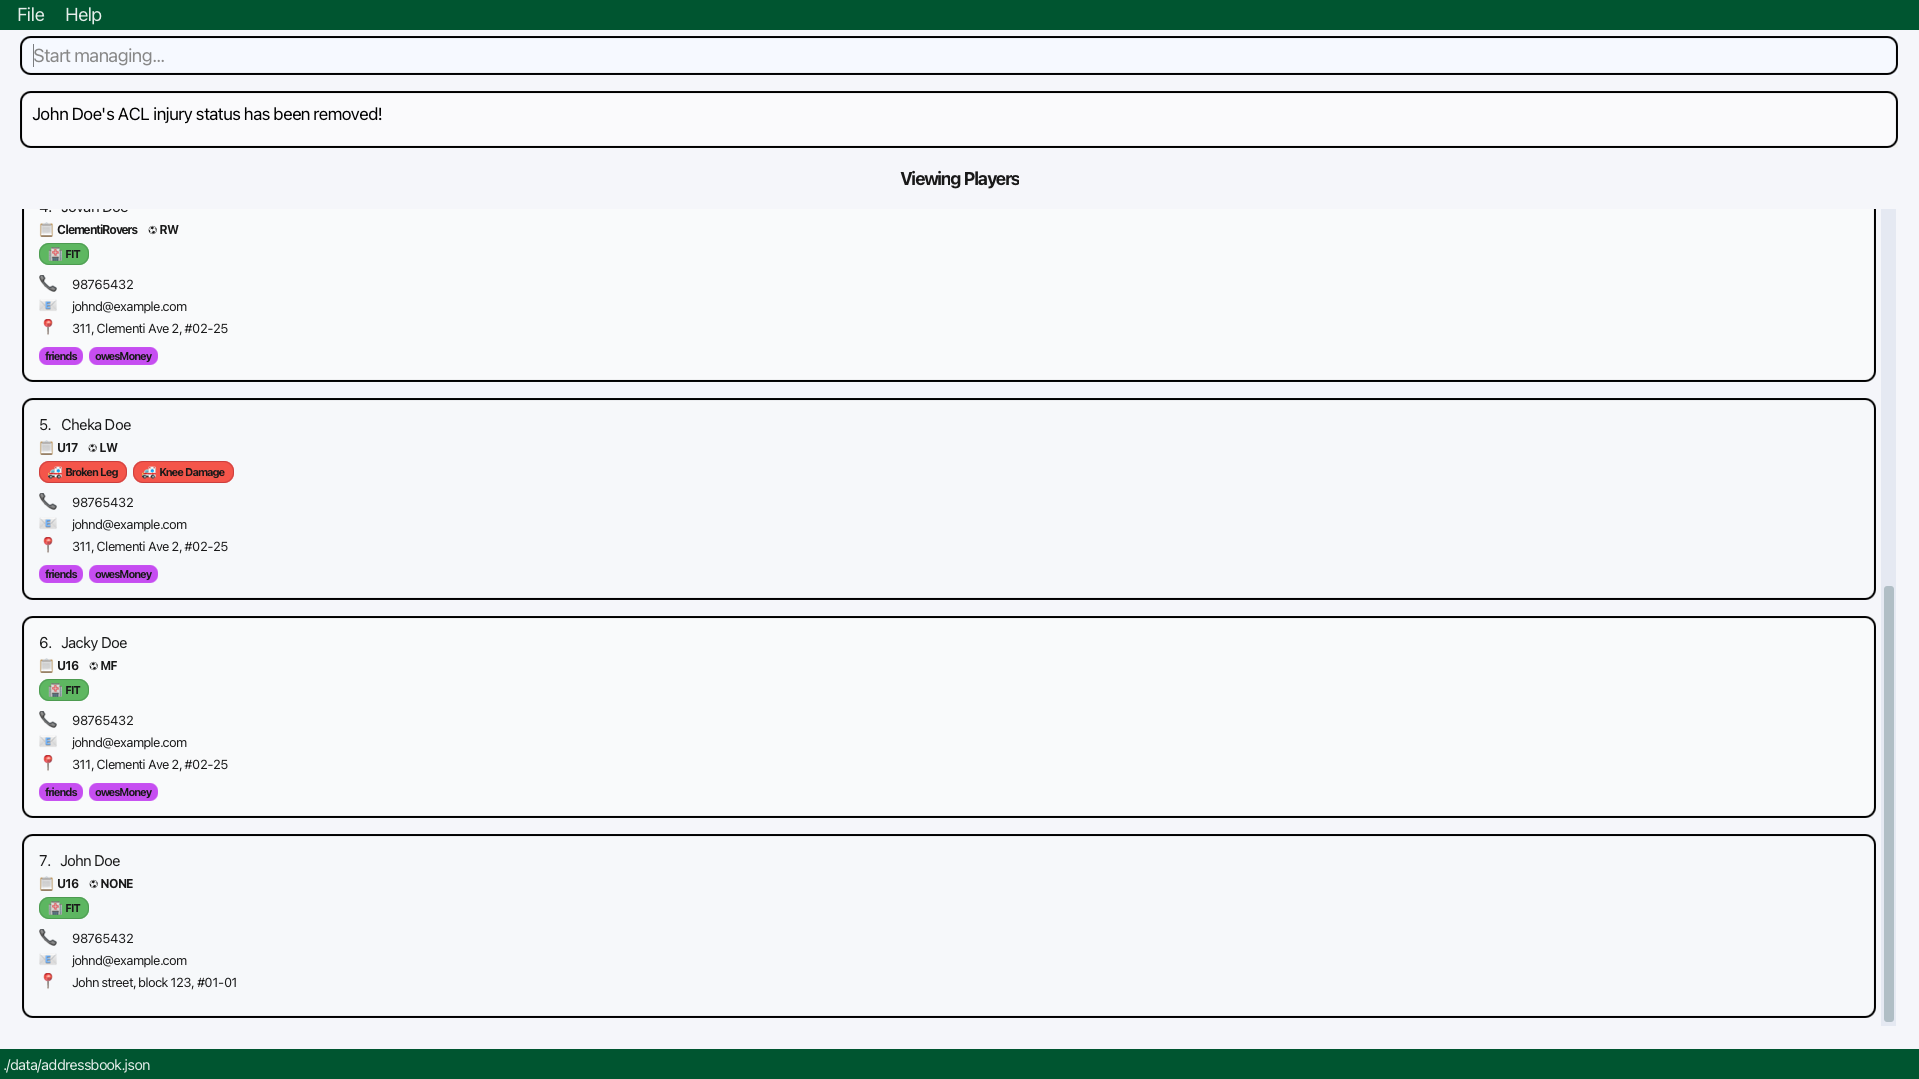 File Help
Start managing...
John Doe's ACL injury status has been removed!
Viewing Players
4. Jovan Doe
ClementiRovers RW
FIT
98765432
johnd@example.com
311, Clementi Ave 2, #02-25
friends owesMoney
5. Cheka Doe
U17 LW
Broken Leg Knee Damage
98765432
johnd@example.com
311, Clementi Ave 2, #02-25
friends owesMoney
6. Jacky Doe
U16 MF
FIT
98765432
johnd@example.com
311, Clementi Ave 2, #02-25
friends owesMoney
7. John Doe
U16 NONE
FIT
98765432
johnd@example.com
John street, block 123, #01-01
./data/addressbook.json